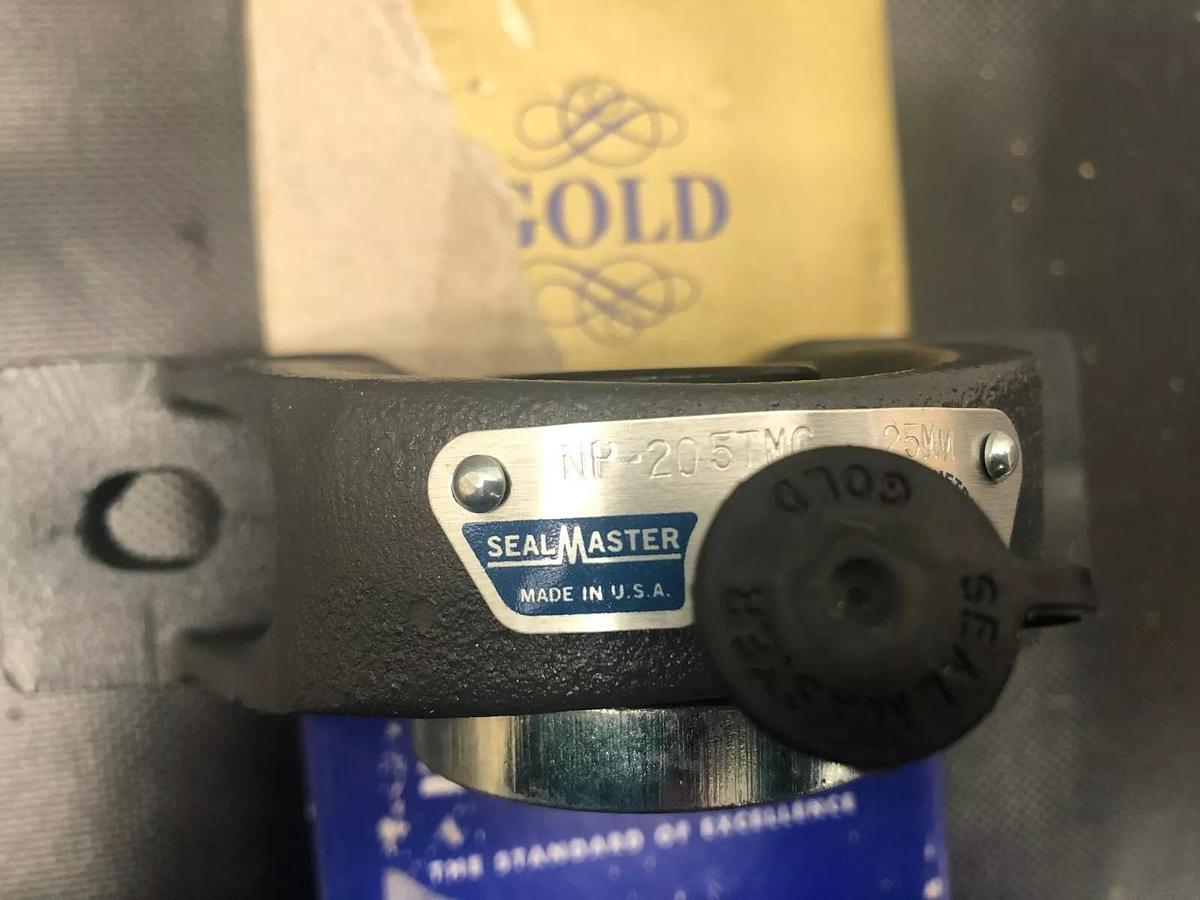 GOLD
NP-205TMC 25MM
SEALMASTER
MADE IN U.S.A.
GOLD
SEALMASTER
THE STANDARD OF EXCELLENCE